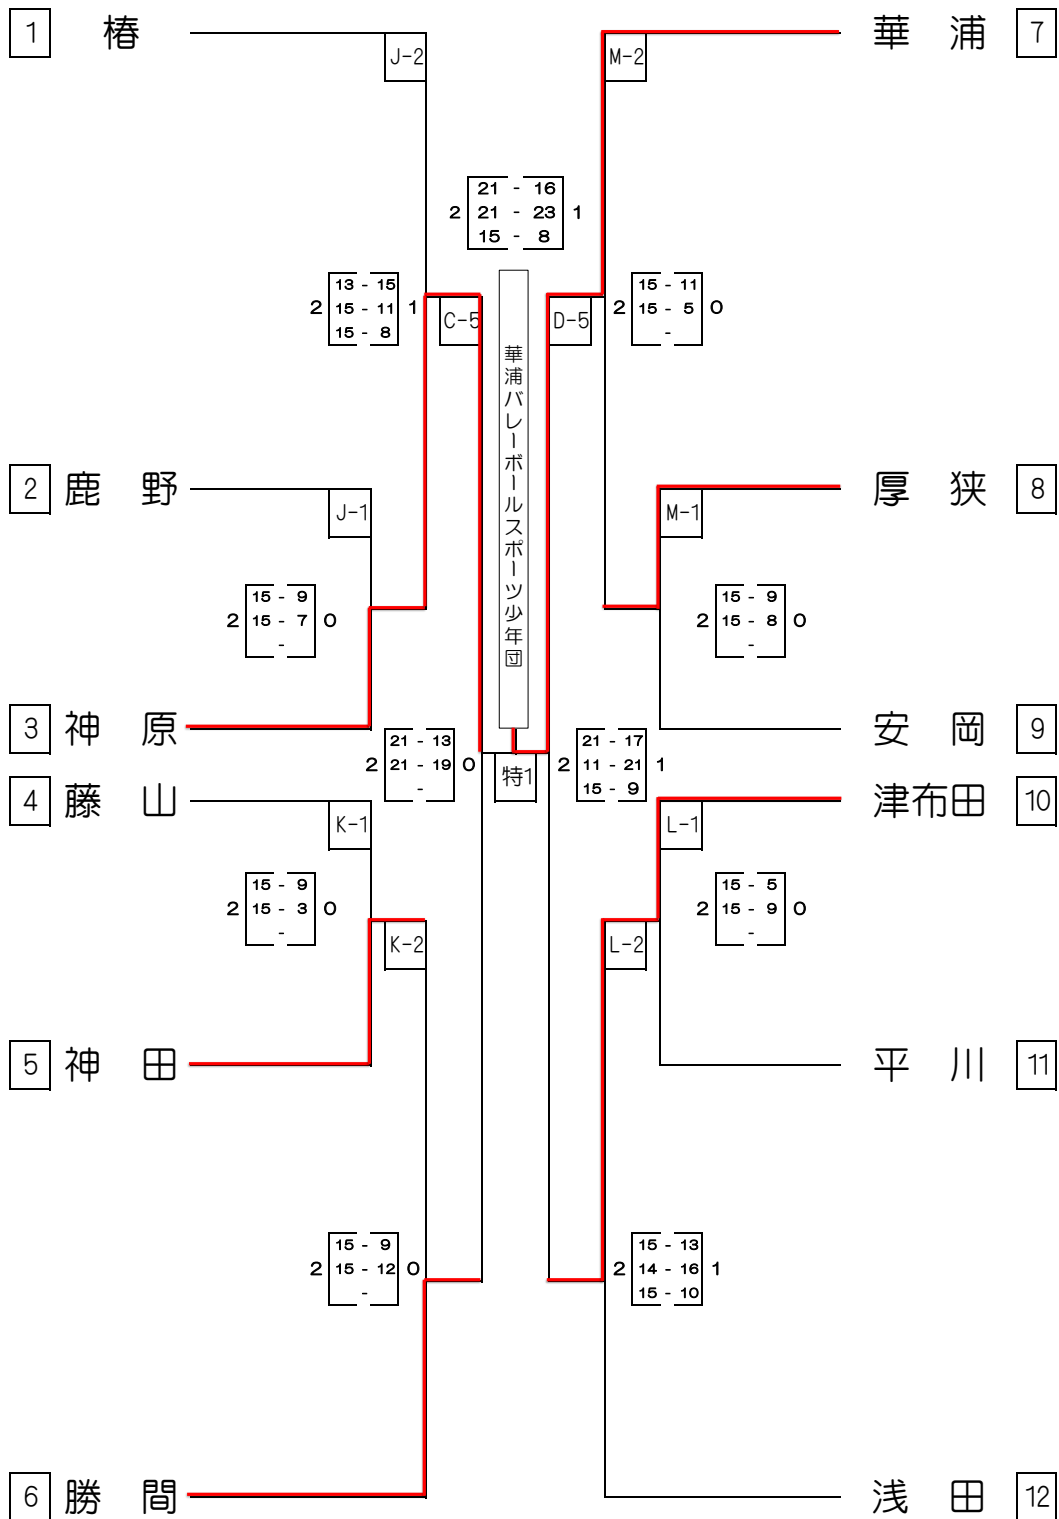 1 椿
J-2
M-2
華 浦 7
21 - 16
2 21 - 23 1
15 - 8
13 - 15
2 15 - 11 1
15 - 8
C-5
D-5
15 - 11
2 15 - 5 0
-
華浦バレーボールスポーツ少年団
2 鹿 野
J-1
M-1
厚 狭 8
15 - 9
2 15 - 7 0
-
15 - 9
2 15 - 8 0
-
3 神 原
安 岡 9
21 - 13
2 21 - 19 0
-
特1
21 - 17
2 11 - 21 1
15 - 9
4 藤 山
K-1
L-1
津布田 10
15 - 9
2 15 - 3 0
-
K-2
L-2
15 - 5
2 15 - 9 0
-
5 神 田
平 川 11
15 - 9
2 15 - 12 0
-
15 - 13
2 14 - 16 1
15 - 10
6 勝 間
浅 田 12